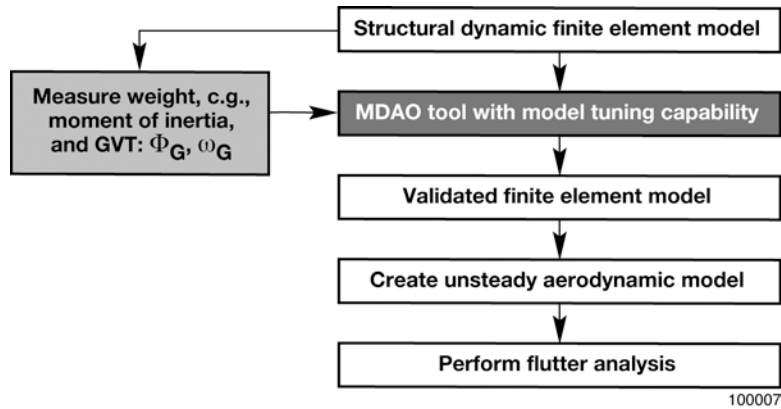 Structural dynamic finite element model
Measure weight, c.g.,
moment of inertia,
and GVT: ΦG, ωG
MDAO tool with model tuning capability
Validated finite element model
Create unsteady aerodynamic model
Perform flutter analysis
100007